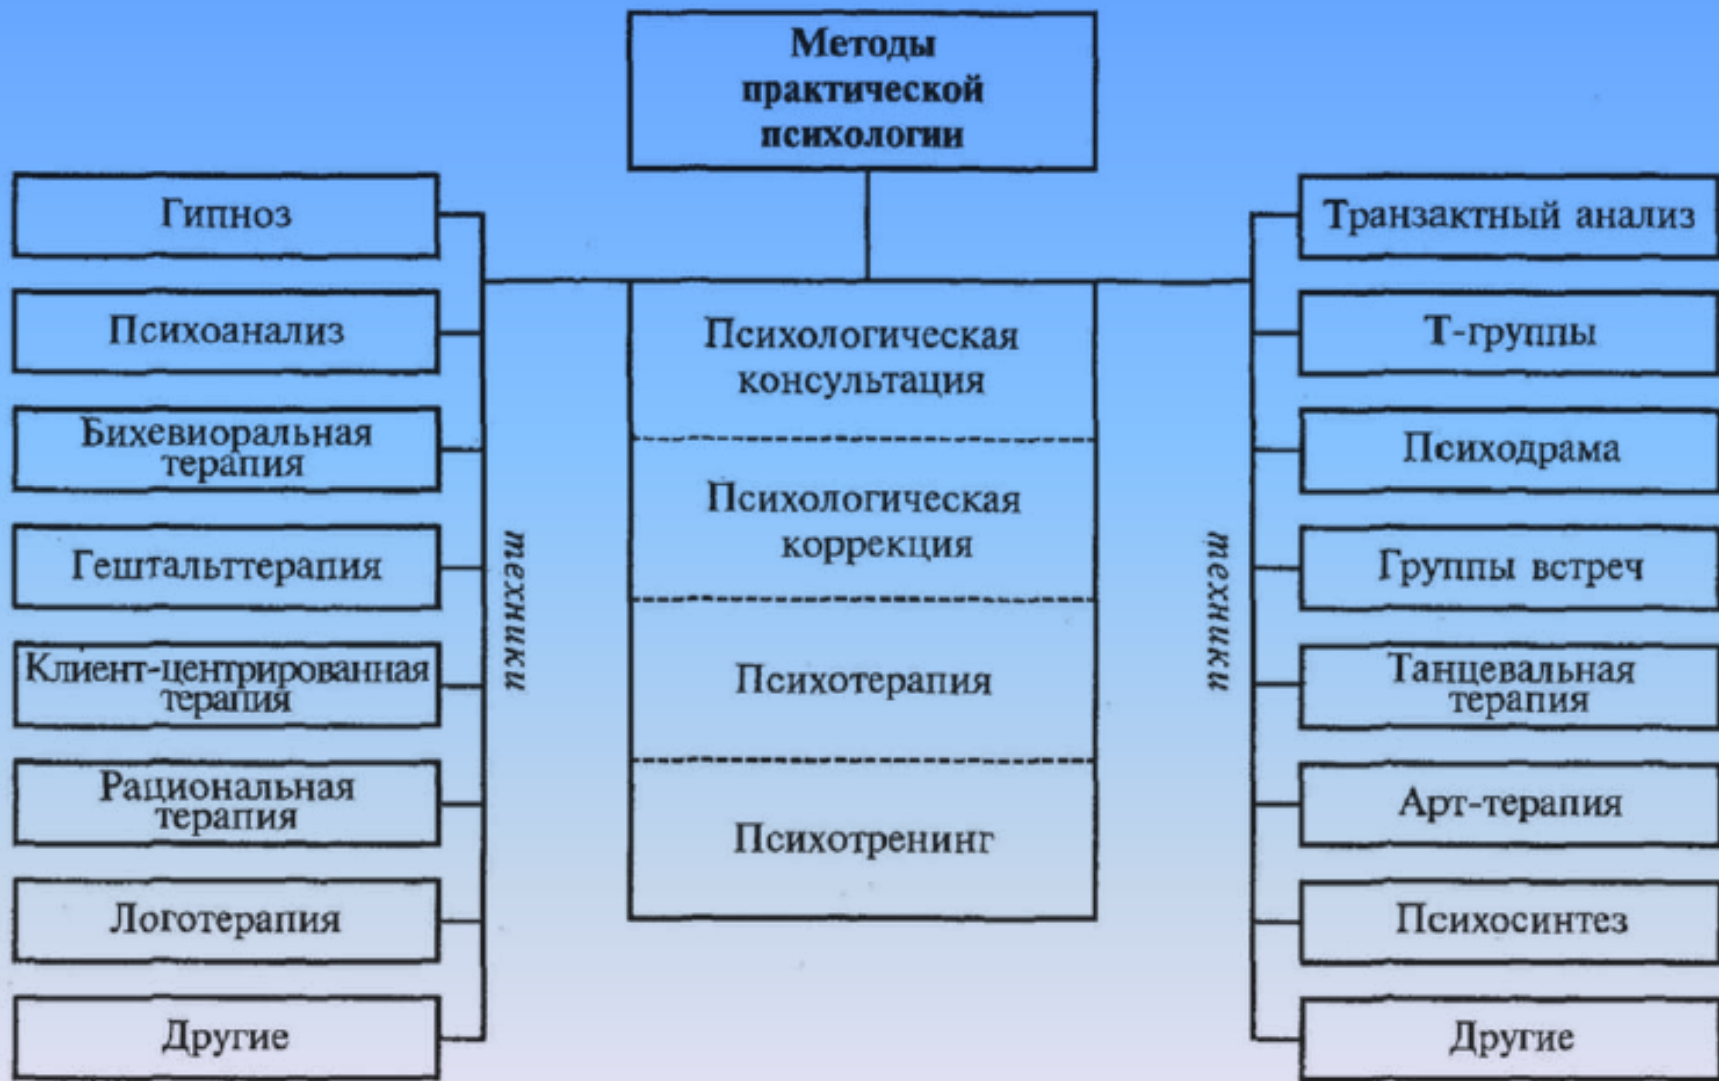 Методы
практической
психологии
Гипноз
Психоанализ
Бихевиоральная
терапия
Гештальттерапия
Клиент-центрированная
терапия
Рациональная
терапия
Логотерапия
Другие
техники
Психологическая
консультация
Психологическая
коррекция
Психотерапия
Психотренинг
техники
Транзактный анализ
Т-группы
Психодрама
Группы встреч
Танцевальная
терапия
Арт-терапия
Психосинтез
Другие